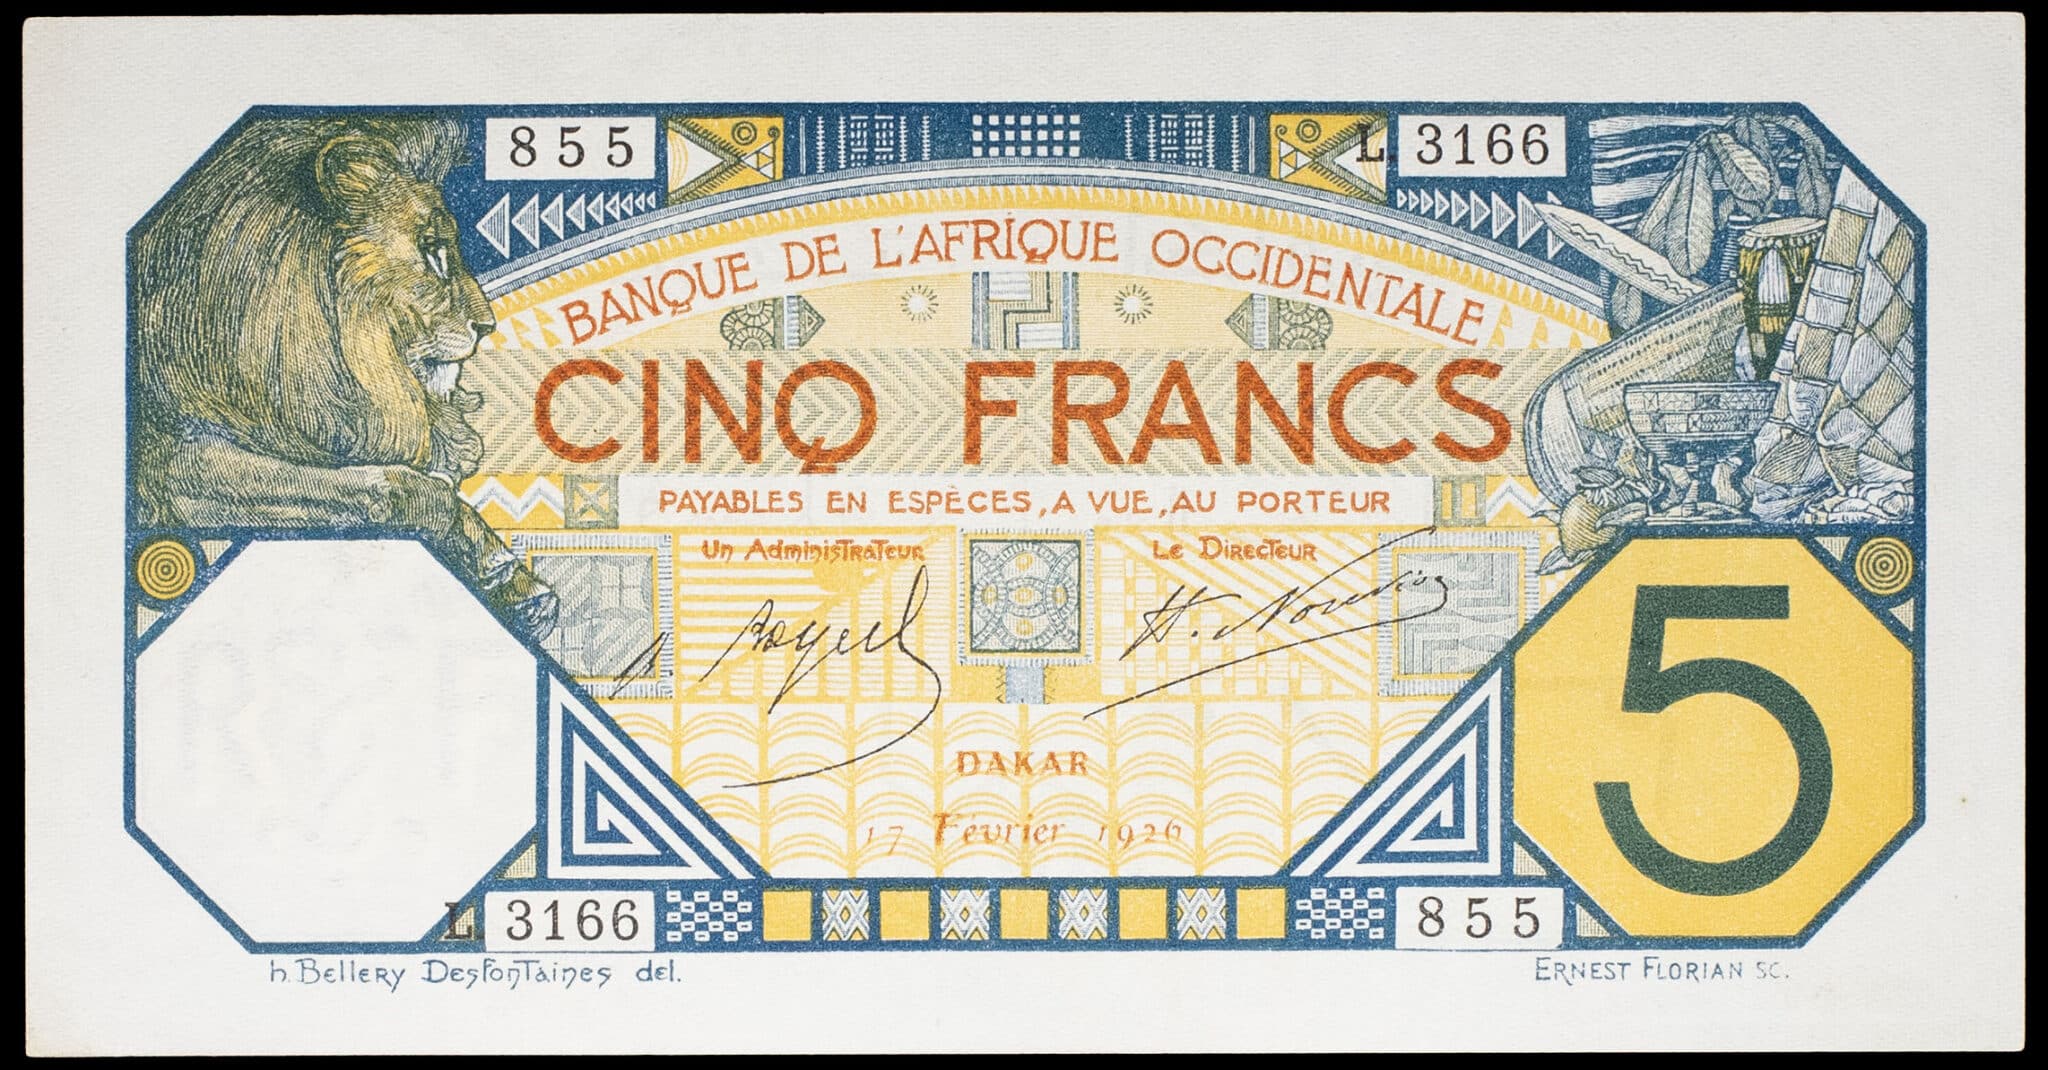 855
L. 3166
BANQUE DE L'AFRIQUE OCCIDENTALE
CINQ FRANCS
PAYABLES EN ESPÈCES, A VUE, AU PORTEUR
Un Administrateur
Le Directeur
DAKAR
17 Février 1926
5
L. 3166
855
h. Bellery Desfontaines del.
ERNEST FLORIAN SC.